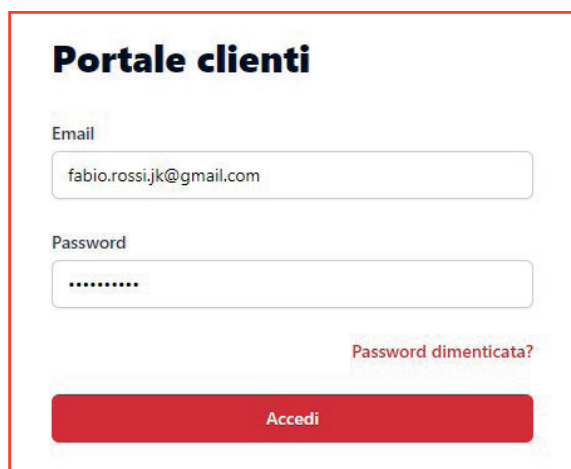 Portale clienti
Email
fabio.rossi.jk@gmail.com
Password
••••••••••
Password dimenticata?
Accedi